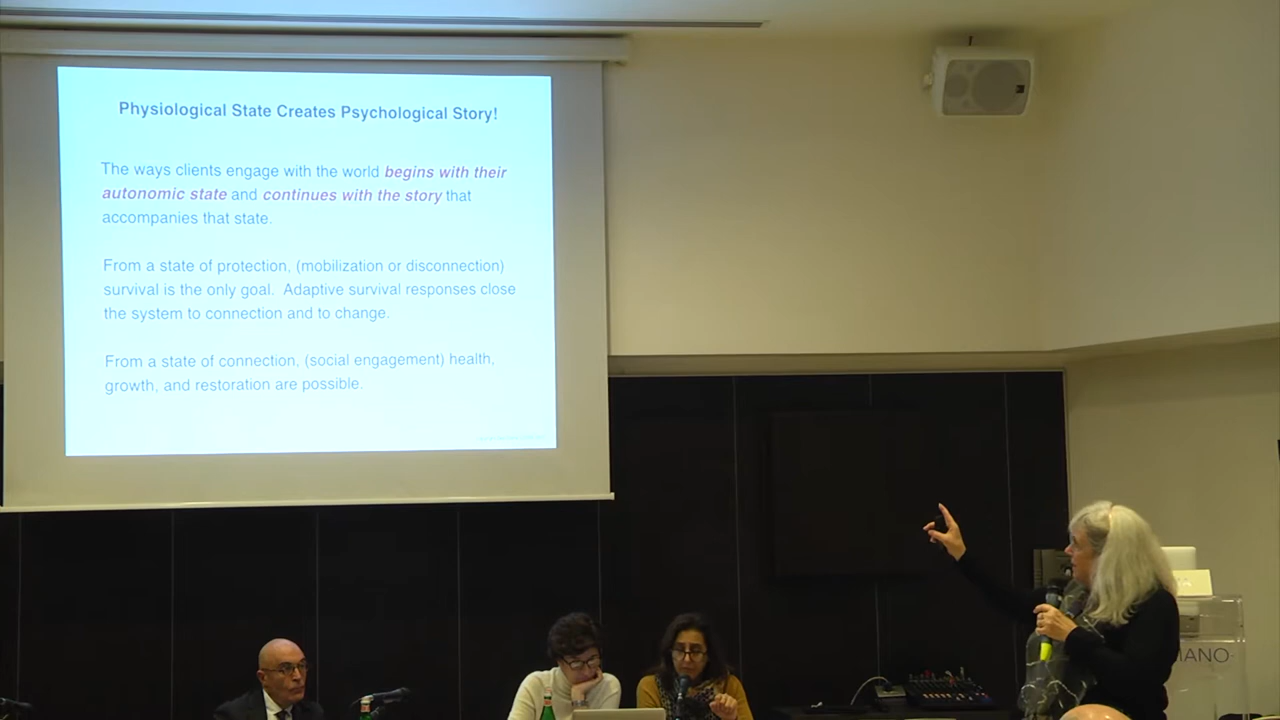 Physiological State Creates Psychological Story!
The ways clients engage with the world begins with their
autonomic state and continues with the story that
accompanies that state.
From a state of protection, (mobilization or disconnection)
survival is the only goal.  Adaptive survival responses close
the system to connection and to change.
From a state of connection, (social engagement) health,
growth, and restoration are possible.
IANO